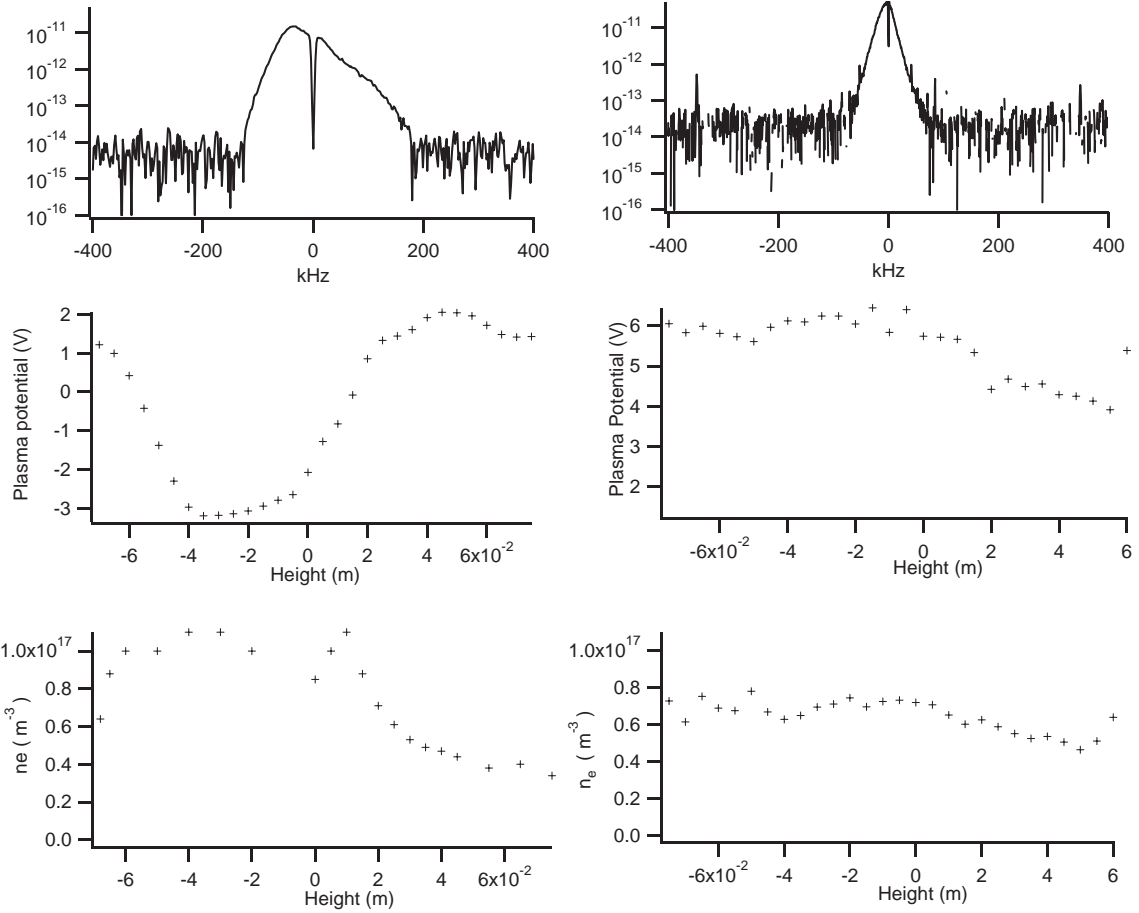 10⁻¹¹
10⁻¹²
10⁻¹³
10⁻¹⁴
10⁻¹⁵
10⁻¹⁶
-400 -200 0 200 400
kHz
10⁻¹¹
10⁻¹²
10⁻¹³
10⁻¹⁴
10⁻¹⁵
10⁻¹⁶
-400 -200 0 200 400
kHz
Plasma potential (V)
2
1
0
-1
-2
-3
-6 -4 -2 0 2 4 6x10⁻²
Height (m)
Plasma Potential (V)
6
5
4
3
2
-6x10⁻² -4 -2 0 2 4 6
Height (m)
ne ( m⁻³ )
1.0x10¹⁷
0.8
0.6
0.4
0.2
0.0
-6 -4 -2 0 2 4 6x10⁻²
Height (m)
nₑ ( m⁻³ )
1.0x10¹⁷
0.8
0.6
0.4
0.2
0.0
-6x10⁻² -4 -2 0 2 4 6
Height (m)